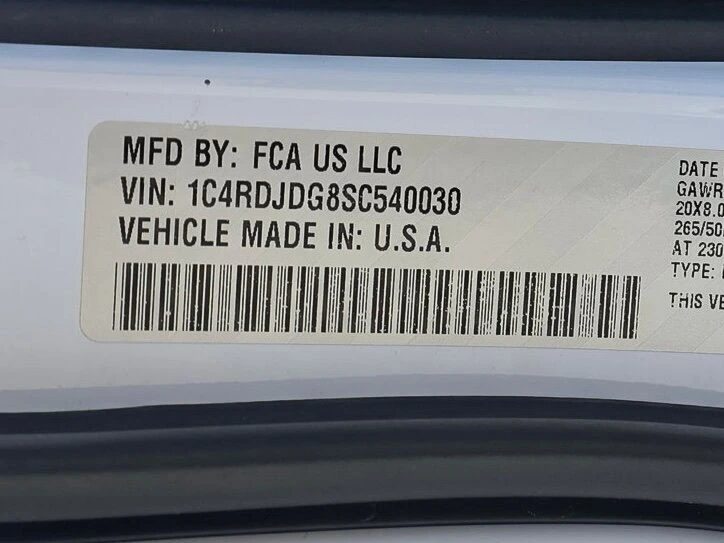 MFD BY: FCA US LLC
VIN: 1C4RDJDG8SC540030
VEHICLE MADE IN: U.S.A.
DATE
GAWR
20X8.0
265/50
AT 230
TYPE:
THIS VE